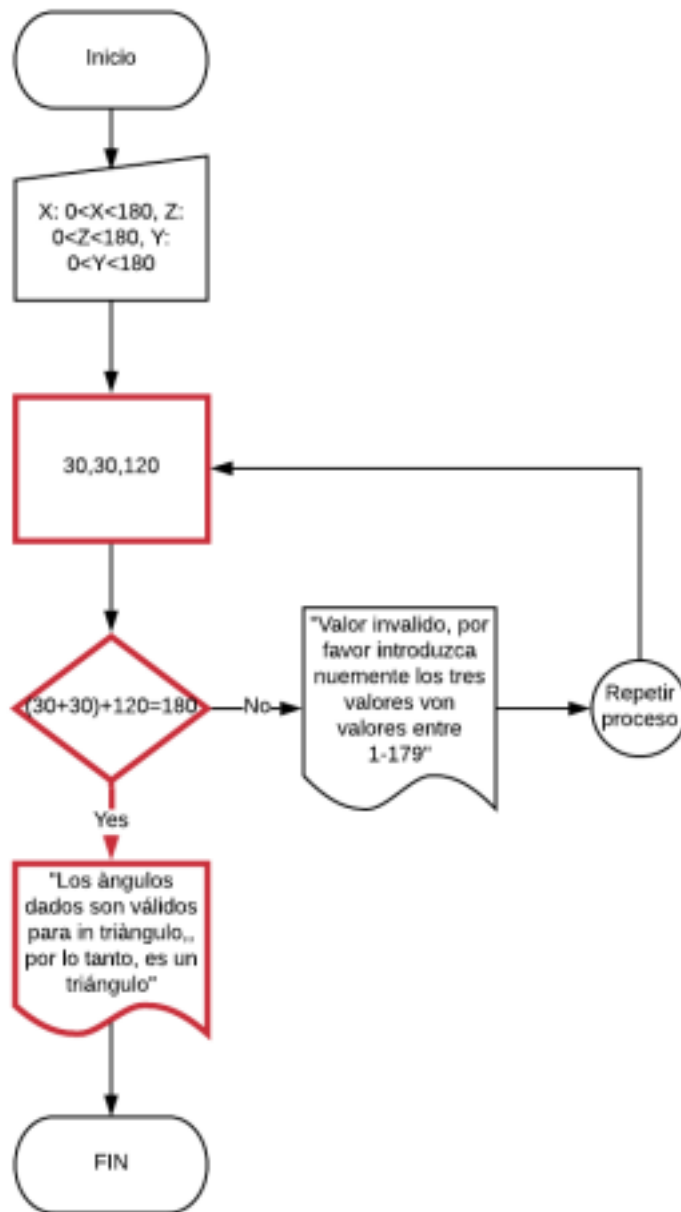 Inicio
X: 0<X<180, Z:
0<Z<180, Y:
0<Y<180
30,30,120
(30+30)+120=180
No
"Valor invalido, por
favor introduzca
nuemente los tres
valores von
valores entre
1-179"
Repetir
proceso
Yes
"Los àngulos
dados son válidos
para in triàngulo,,
por lo tanto, es un
triángulo"
FIN